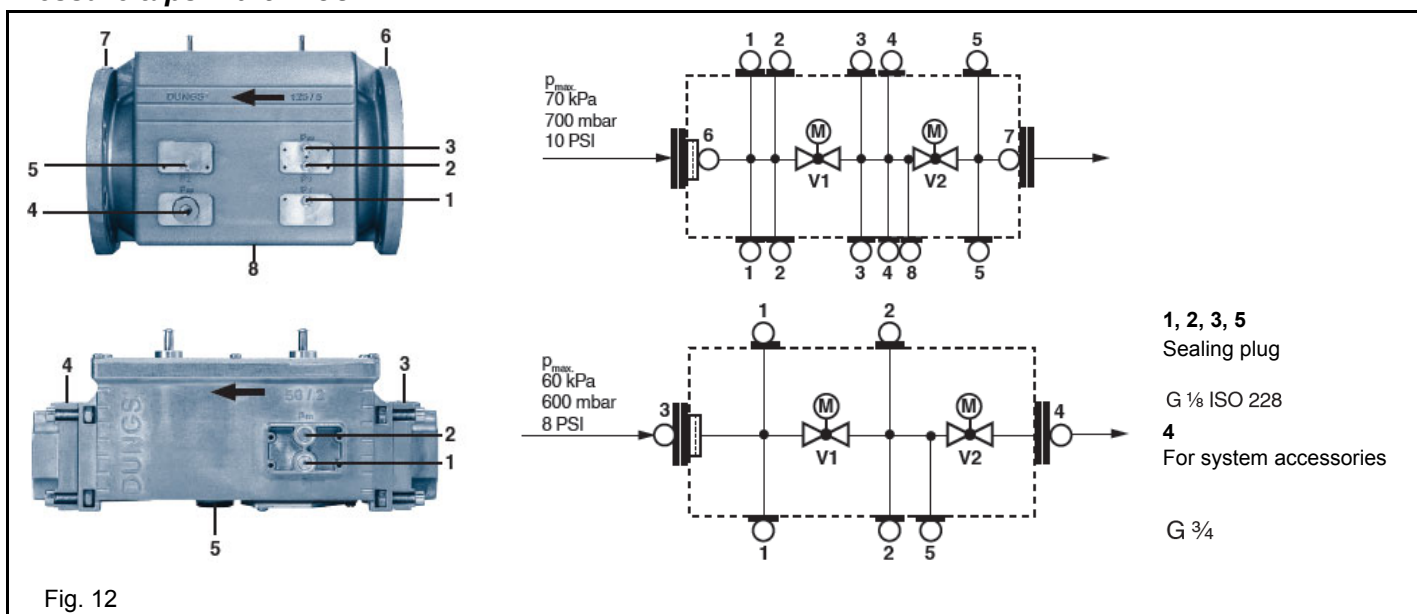 7
6
DUNGS
125 / 5
3
5
2
4
1
8
1 2 3 4 5
pmax.
70 kPa
700 mbar
10 PSI
6
M
M
7
V1
V2
1 2 3 4 8 5
4
3
DUNGS
2
1
5
1 2
pmax.
60 kPa
600 mbar
8 PSI
3
M
M
4
V1
V2
1 2 5
1, 2, 3, 5
Sealing plug
G ⅛ ISO 228
4
For system accessories
G ¾
Fig. 12